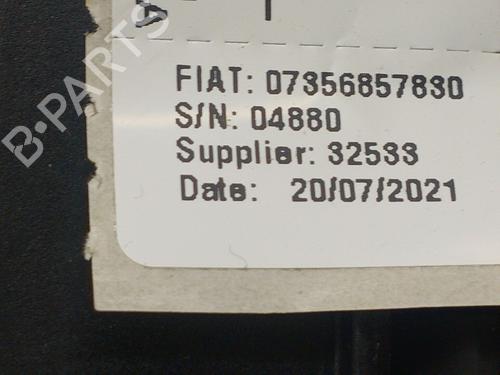 B-PARTS
FIAT: 07356857830
S/N: 04880
Supplier: 32533
Date: 20/07/2021